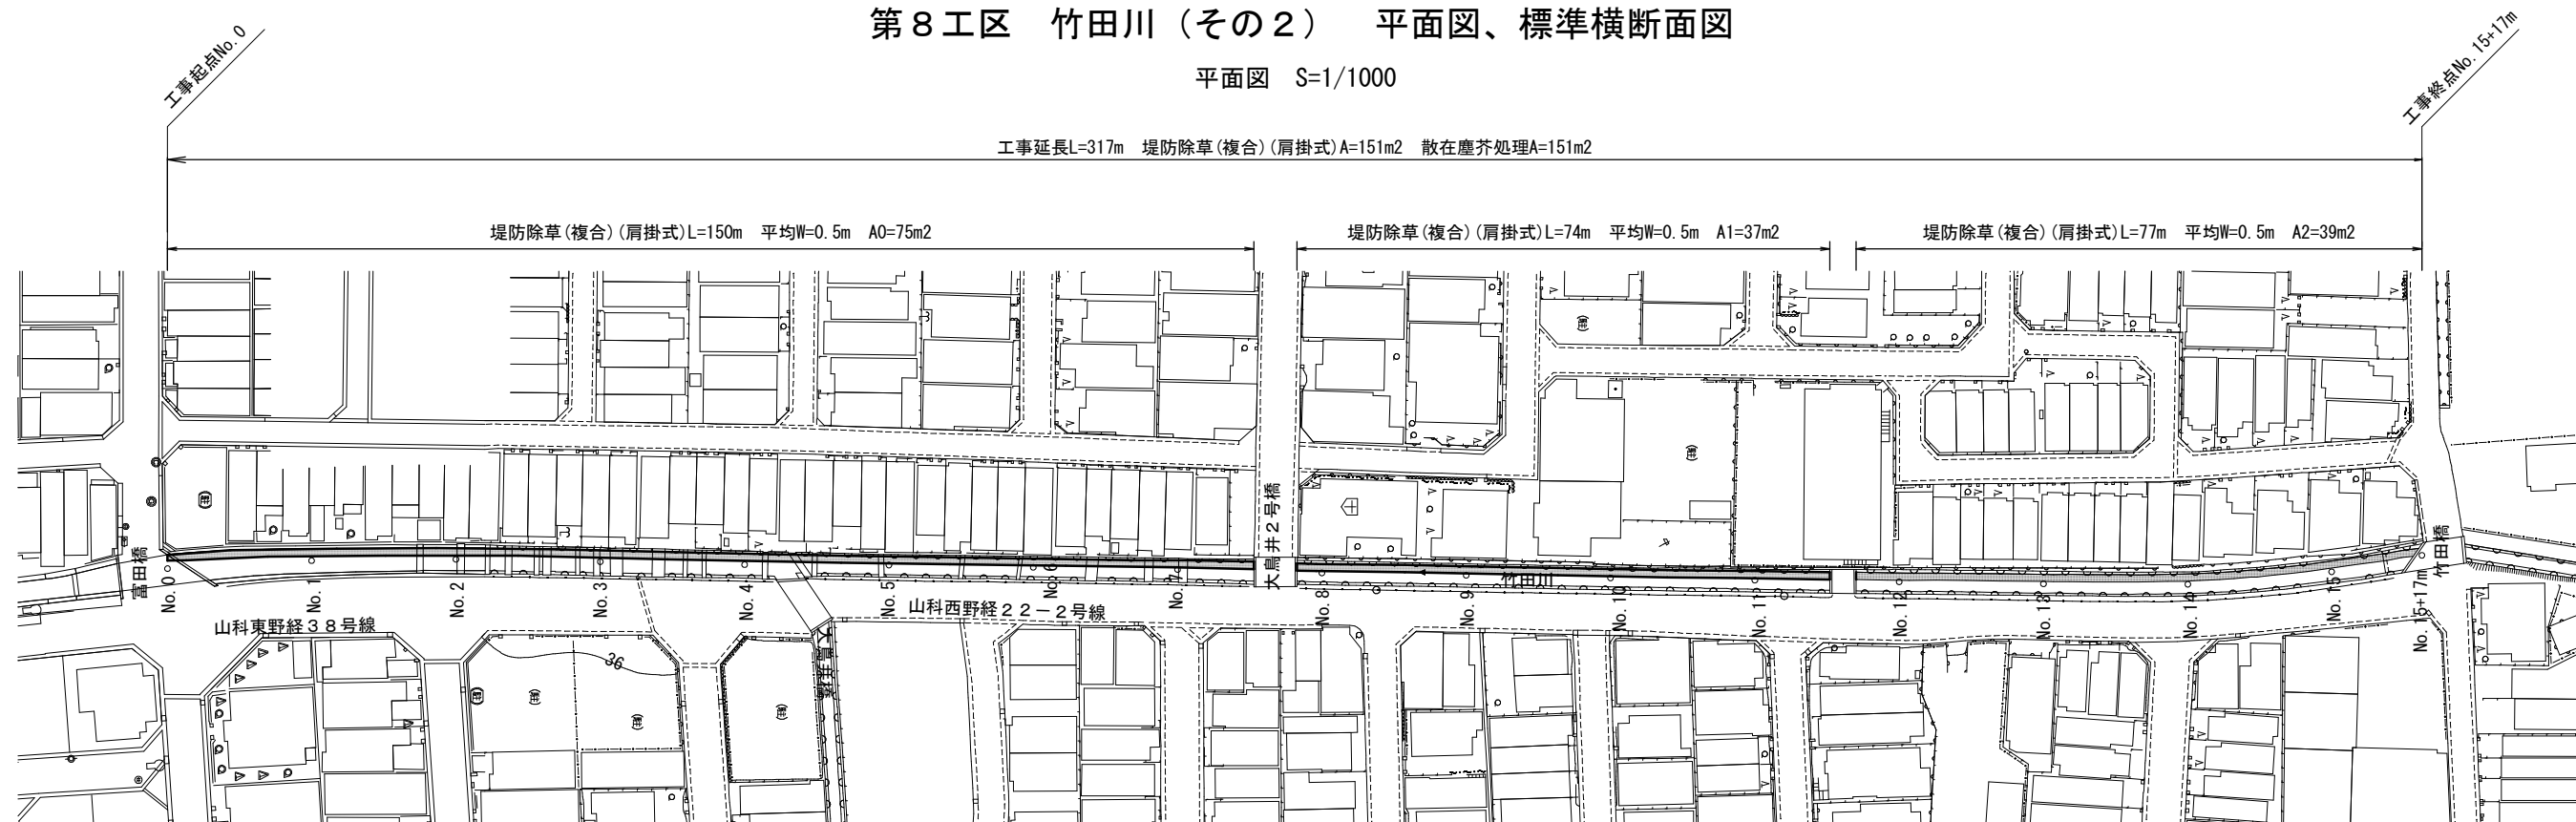 第８工区　竹田川（その２）　平面図、標準横断面図
平面図　S=1/1000
工事起点No.0
工事終点No.15+17m
工事延長L=317m　堤防除草(複合)(肩掛式)A=151m2　散在塵芥処理A=151m2
堤防除草(複合)(肩掛式)L=150m　平均W=0.5m　A0=75m2
堤防除草(複合)(肩掛式)L=74m　平均W=0.5m　A1=37m2
堤防除草(複合)(肩掛式)L=77m　平均W=0.5m　A2=39m2
富田橋
大鳥井２号橋
竹田橋
竹田川
No.0
No.1
No.2
No.3
No.4
No.5
No.6
No.7
No.8
No.9
No.10
No.11
No.12
No.13
No.14
No.15
No.15+17m
山科東野経３８号線
山科西野経２２－２号線
36